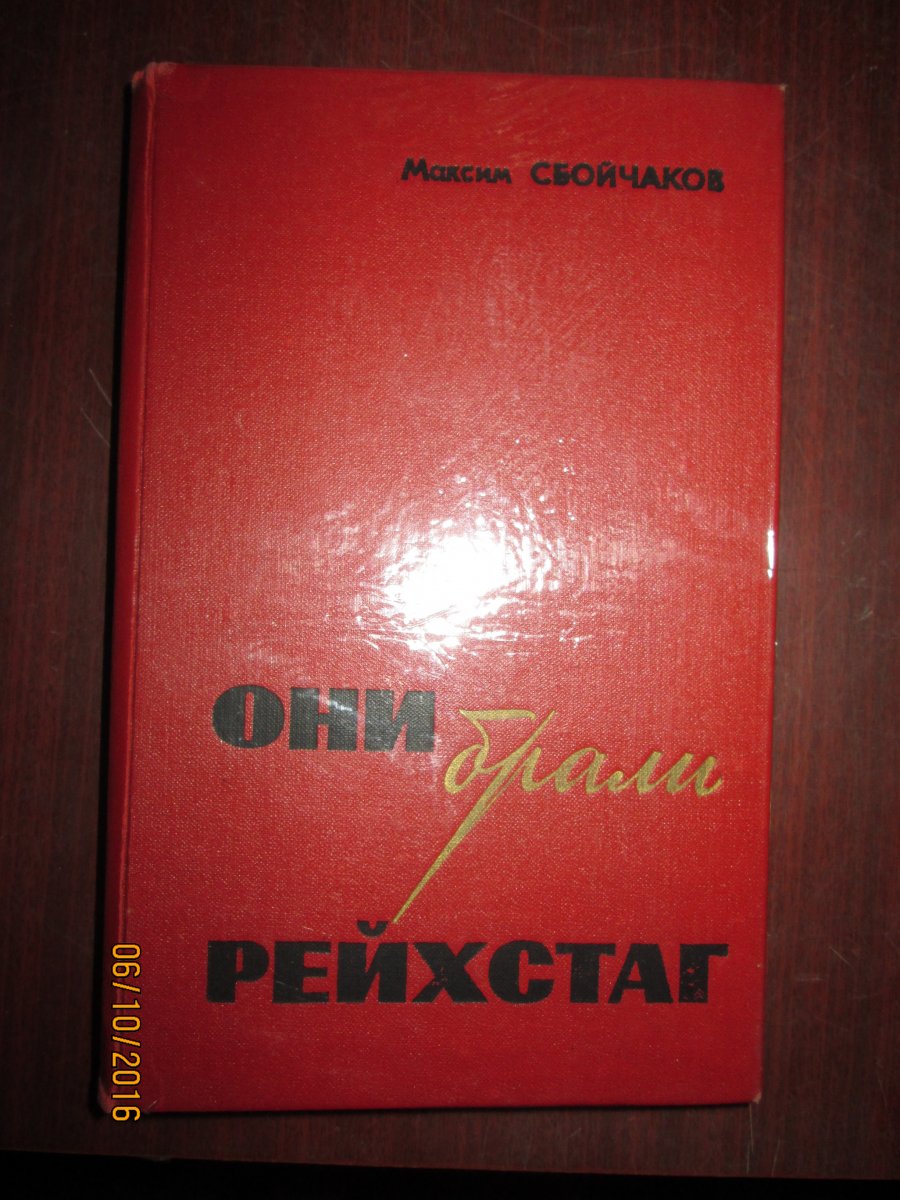 Максим СБОЙЧАКОВ
ОНИ
брали
РЕЙХСТАГ
06/10/2016